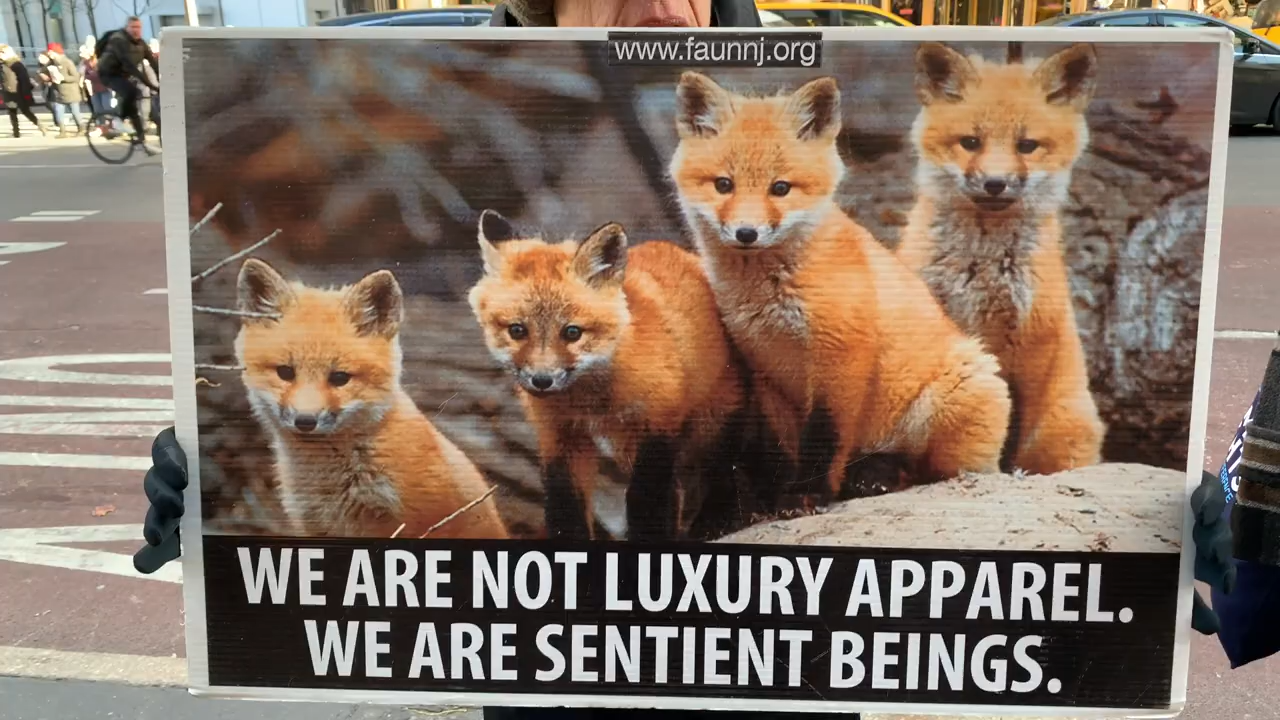 www.faunnj.org
WE ARE NOT LUXURY APPAREL.
WE ARE SENTIENT BEINGS.